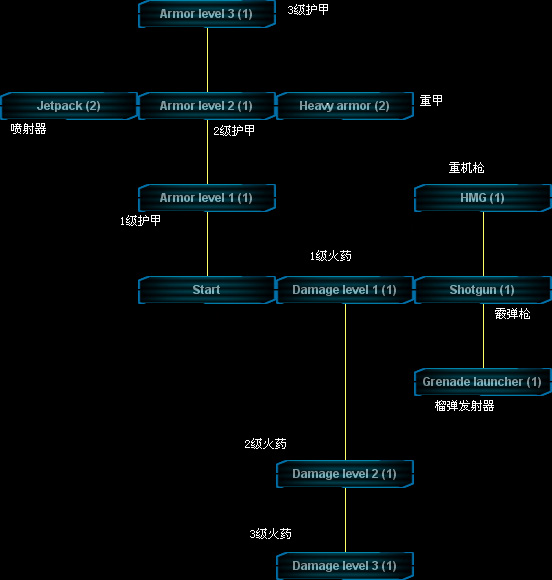 Armor level 3 (1)
3级护甲
Jetpack (2)
Armor level 2 (1)
Heavy armor (2)
重甲
喷射器
2级护甲
重机枪
Armor level 1 (1)
HMG (1)
1级护甲
1级火药
Start
Damage level 1 (1)
Shotgun (1)
霰弹枪
Grenade launcher (1)
榴弹发射器
2级火药
Damage level 2 (1)
3级火药
Damage level 3 (1)